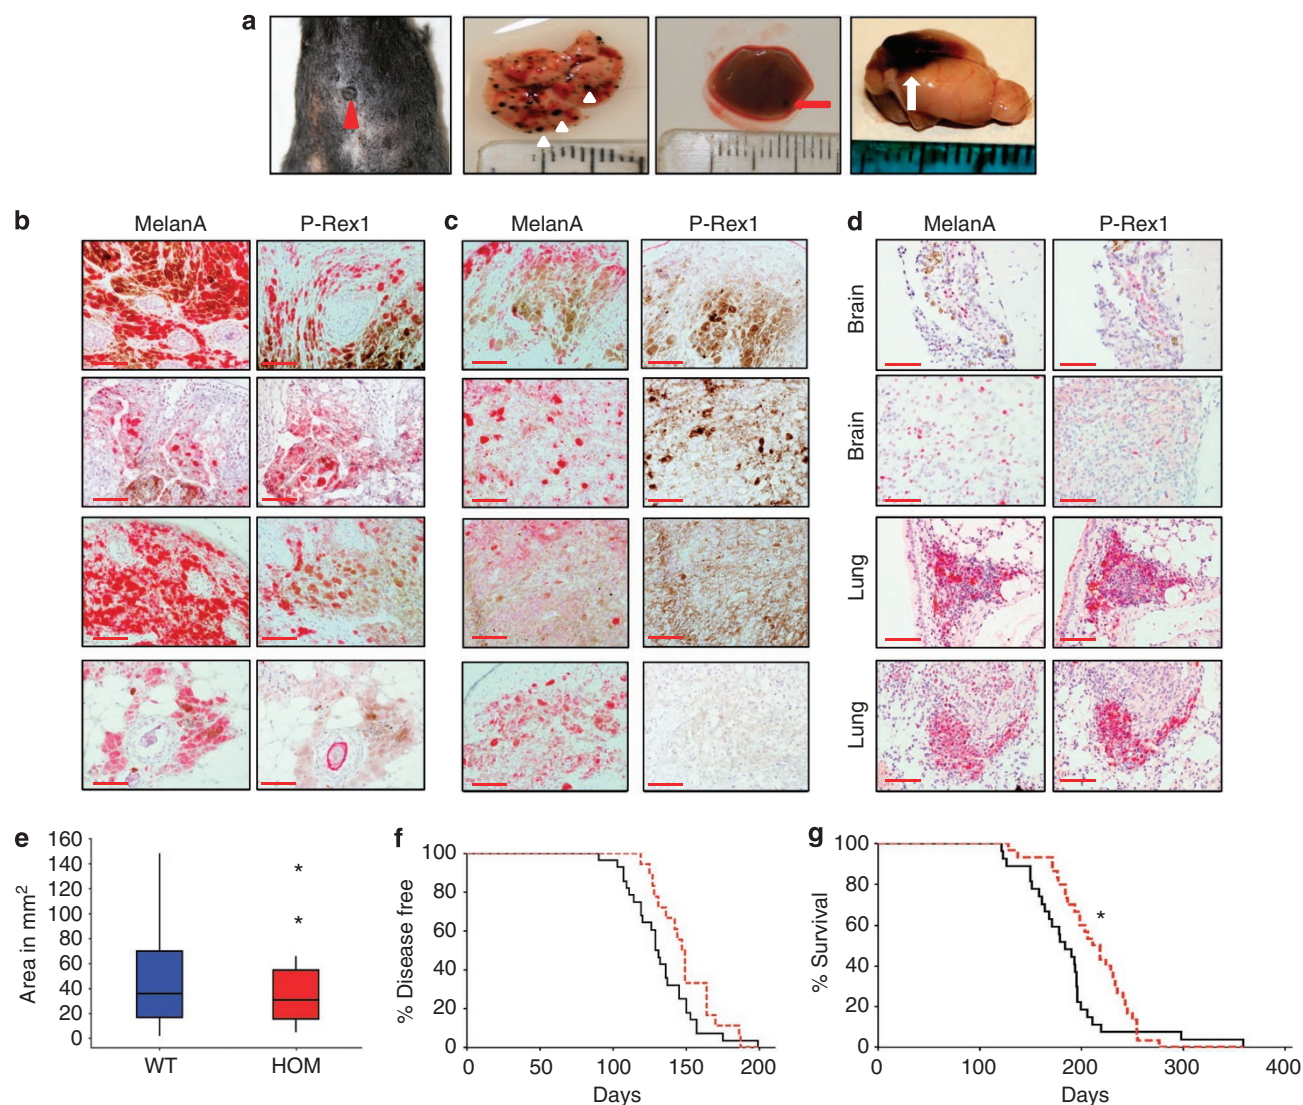 a
b MelanA P-Rex1 c MelanA P-Rex1 d MelanA P-Rex1
Brain
Brain
Lung
Lung
e
160
140
120
100
80
60
40
20
0
Area in mm2
* *
WT HOM
f
100
80
60
40
20
0
% Disease free
0 50 100 150 200
Days
g
100
80
60
40
20
0
% Survival
*
0 100 200 300 400
Days